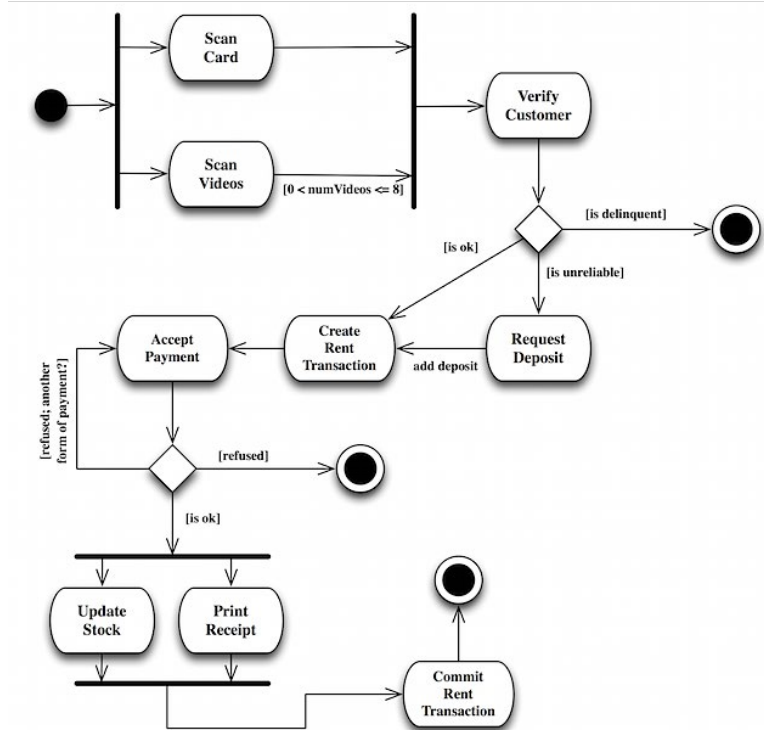 Scan
Card
Scan
Videos
[0 < numVideos <= 8]
Verify
Customer
[is delinquent]
[is ok]
[is unreliable]
Accept
Payment
Create
Rent
Transaction
Request
Deposit
add deposit
[refused; another
form of payment?]
[refused]
[is ok]
Update
Stock
Print
Receipt
Commit
Rent
Transaction